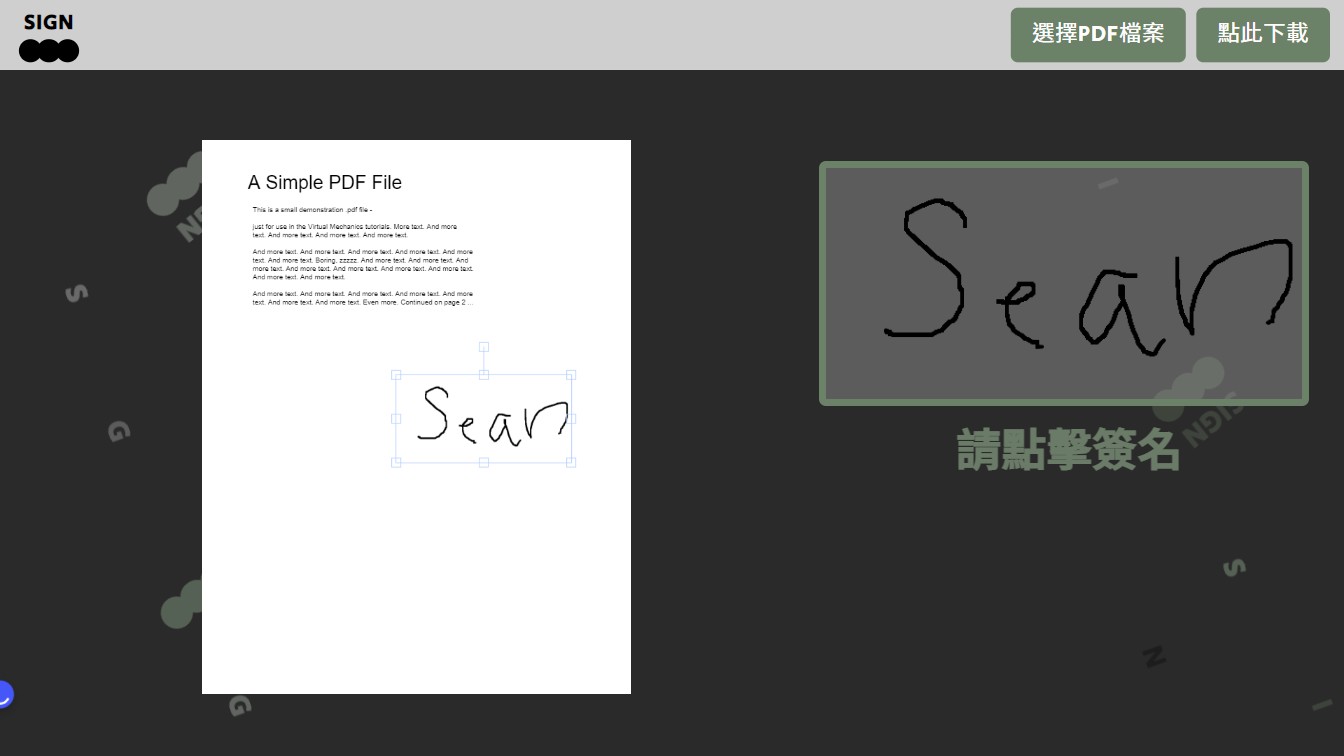 SIGN
選擇PDF檔案
點此下載
A Simple PDF File
This is a small demonstration .pdf file -
just for use in the Virtual Mechanics tutorials. More text. And more
text. And more text. And more text. And more text.
And more text. And more text. And more text. And more text. And more
text. And more text. Boring, zzzzz. And more text. And more text. And
more text. And more text. And more text. And more text. And more text.
And more text. And more text.
And more text. And more text. And more text. And more text. And more
text. And more text. And more text. Even more. Continued on page 2 ...
Sean
Sean
請點擊簽名
SIGN
S
G
G
S
N
I
I